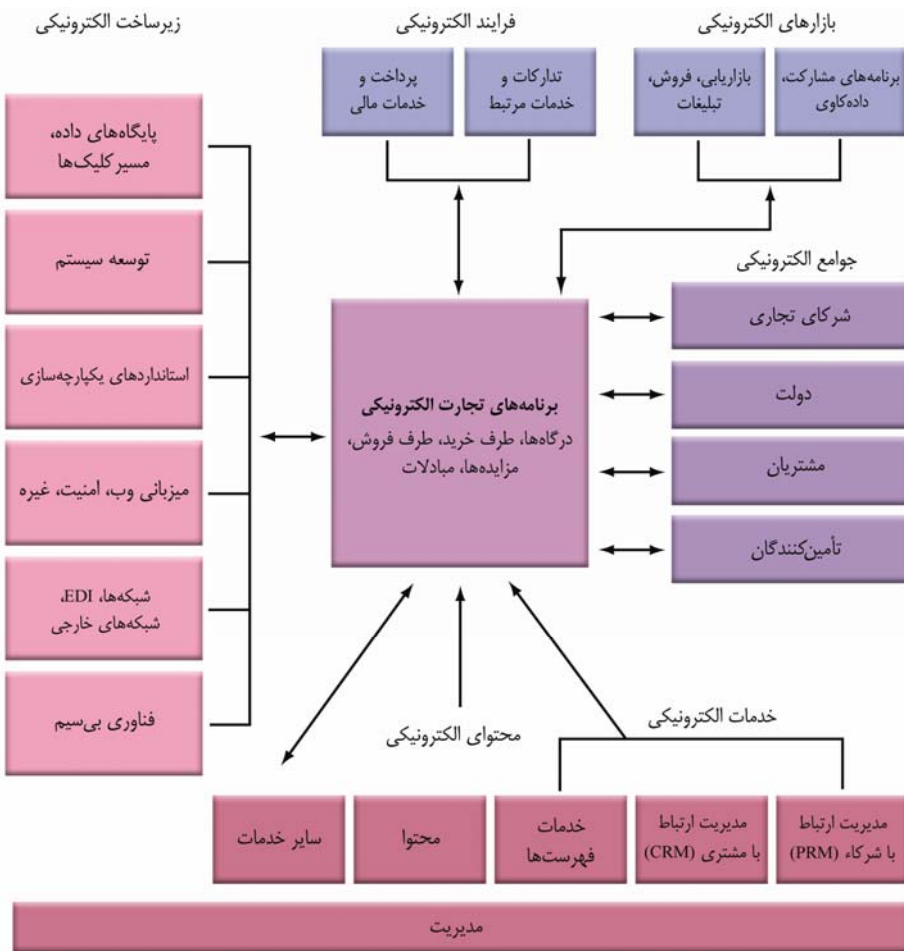 بازارهای الکترونیکی
فرایند الکترونیکی
زیرساخت الکترونیکی
برنامه‌های مشارکت،
داده‌کاوی
بازاریابی، فروش،
تبلیغات
تدارکات و
خدمات مرتبط
پرداخت و
خدمات مالی
پایگاه‌های داده،
مسیر کلیک‌ها
توسعه سیستم
استانداردهای یکپارچه‌سازی
میزبانی وب، امنیت، غیره
شبکه‌ها، EDI،
شبکه‌های خارجی
فناوری بی‌سیم
جوامع الکترونیکی
شرکای تجاری
دولت
مشتریان
تأمین‌کنندگان
برنامه‌های تجارت الکترونیکی
درگاه‌ها، طرف خرید، طرف فروش،
مزایده‌ها، مبادلات
خدمات الکترونیکی
محتوای الکترونیکی
مدیریت ارتباط
با شرکاء (PRM)
مدیریت ارتباط
با مشتری (CRM)
خدمات
فهرست‌ها
محتوا
سایر خدمات
مدیریت